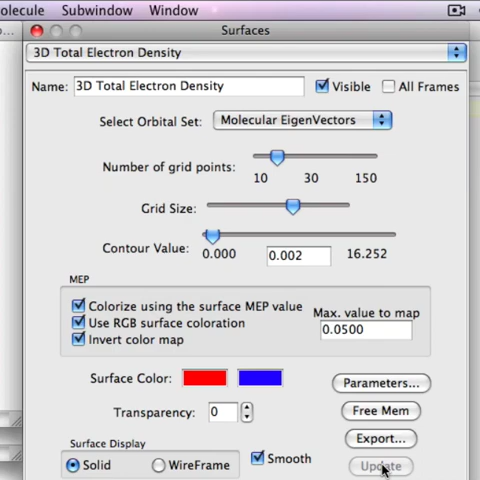 Subwindow Window
Surfaces
3D Total Electron Density
Name: 3D Total Electron Density Visible All Frames
Select Orbital Set: Molecular EigenVectors
Number of grid points:
10 30 150
Grid Size:
Contour Value: 0.000 0.002 16.252
MEP
Colorize using the surface MEP value
Use RGB surface coloration
Invert color map
Max. value to map
0.0500
Surface Color:
Transparency: 0
Surface Display
Solid WireFrame
Smooth
Parameters...
Free Mem
Export...
Update